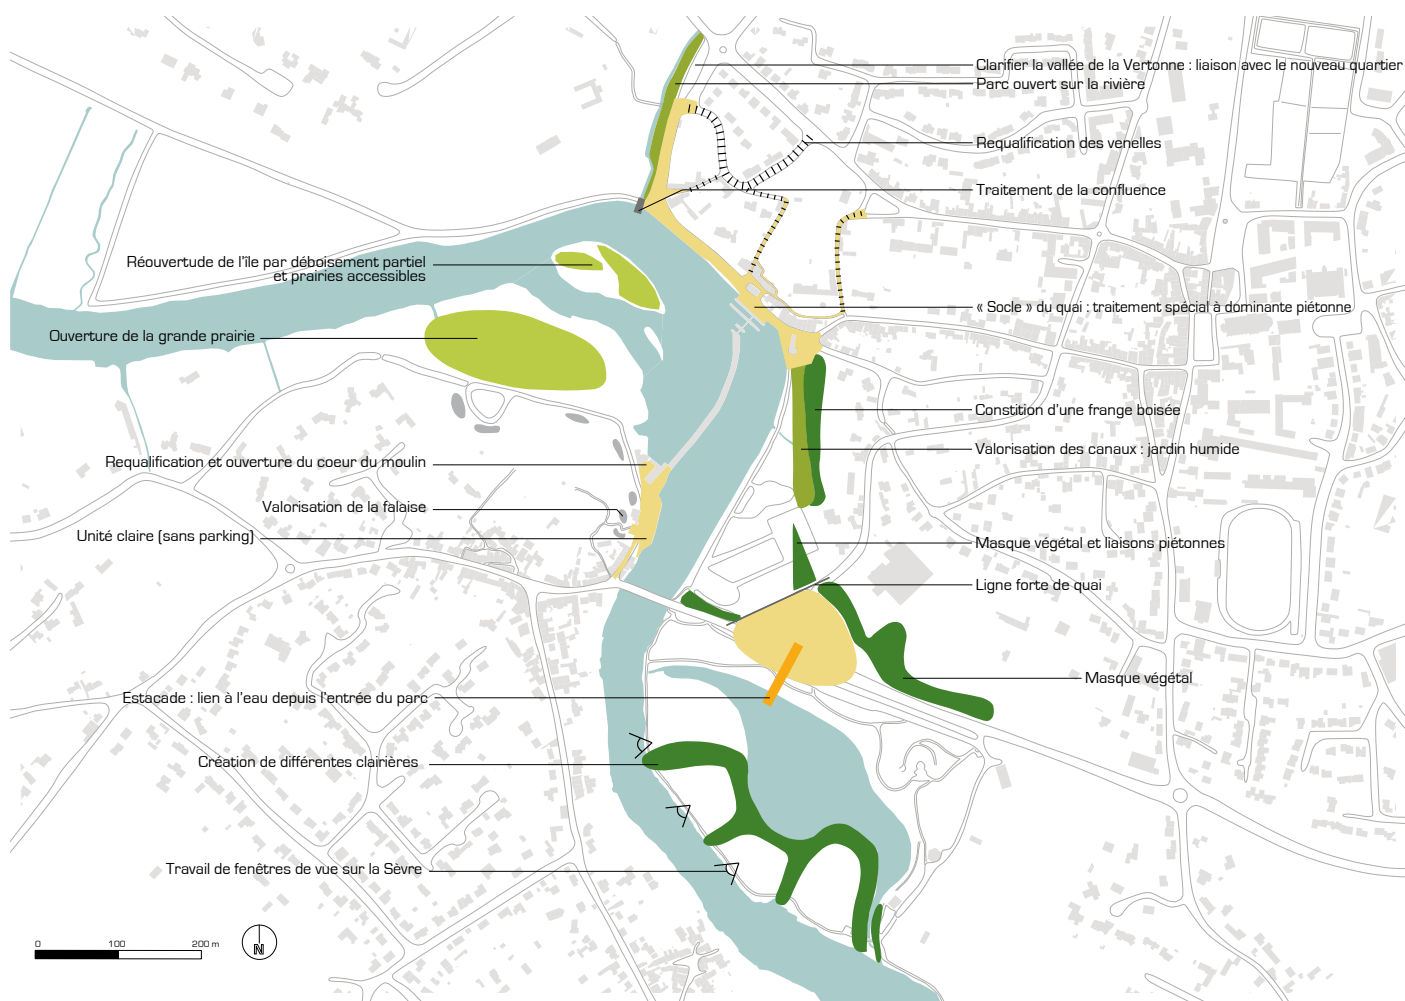 Clarifier la vallée de la Vertonne : liaison avec le nouveau quartier
Parc ouvert sur la rivière
Requalification des venelles
Traitement de la confluence
Réouvertude de l'île par déboisement partiel
et prairies accessibles
« Socle » du quai : traitement spécial à dominante piétonne
Ouverture de la grande prairie
Constition d'une frange boisée
Valorisation des canaux : jardin humide
Requalification et ouverture du coeur du moulin
Valorisation de la falaise
Unité claire (sans parking)
Masque végétal et liaisons piétonnes
Ligne forte de quai
Masque végétal
Estacade : lien à l'eau depuis l'entrée du parc
Création de différentes clairières
Travail de fenêtres de vue sur la Sèvre
0 100 200 m
N